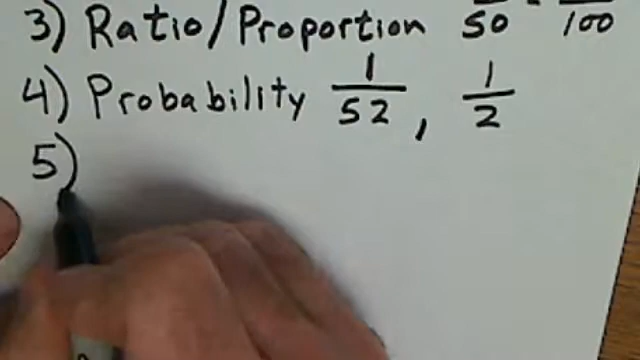 3) Ratio/Proportion 50 100
4) Probability 1/52, 1/2
5)